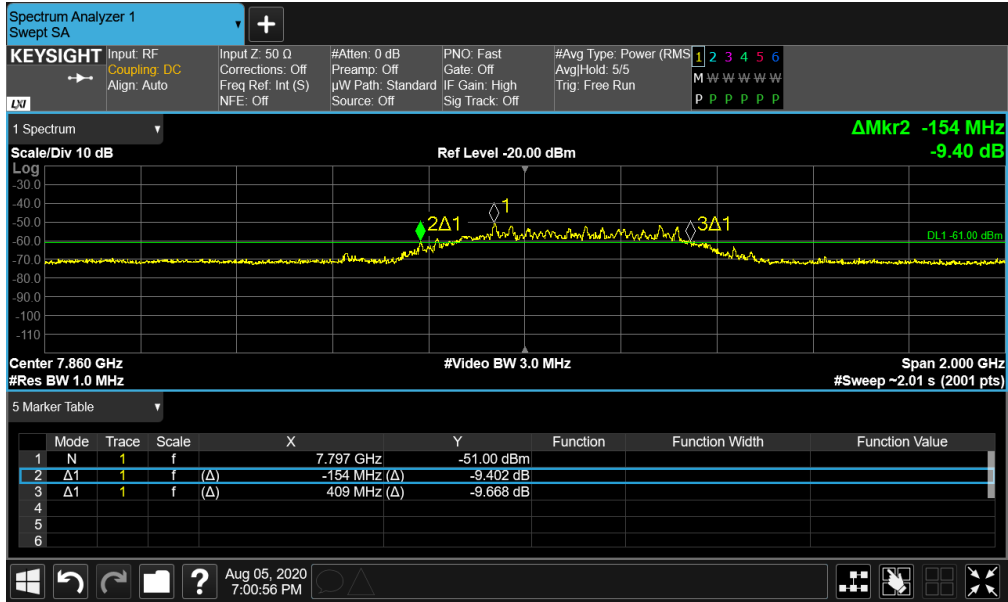 Spectrum Analyzer 1
Swept SA
+
KEYSIGHT
LXI
Input: RF
Coupling: DC
Align: Auto
Input Z: 50 Ω
Corrections: Off
Freq Ref: Int (S)
NFE: Off
#Atten: 0 dB
Preamp: Off
µW Path: Standard
Source: Off
PNO: Fast
Gate: Off
IF Gain: High
Sig Track: Off
#Avg Type: Power (RMS
Avg|Hold: 5/5
Trig: Free Run
1 2 3 4 5 6
M W W W W W
P P P P P P
1 Spectrum
ΔMkr2 -154 MHz
-9.40 dB
Scale/Div 10 dB
Ref Level -20.00 dBm
Log
-30.0
-40.0
-50.0
-60.0
-70.0
-80.0
-90.0
-100
-110
1
2Δ1
3Δ1
DL1 -61.00 dBm
Center 7.860 GHz
#Video BW 3.0 MHz
Span 2.000 GHz
#Res BW 1.0 MHz
#Sweep ~2.01 s (2001 pts)
5 Marker Table
Mode Trace Scale X Y Function Function Width Function Value
1 N 1 f 7.797 GHz -51.00 dBm
2 Δ1 1 f (Δ) -154 MHz (Δ) -9.402 dB
3 Δ1 1 f (Δ) 409 MHz (Δ) -9.668 dB
4
5
6
?
Aug 05, 2020
7:00:56 PM